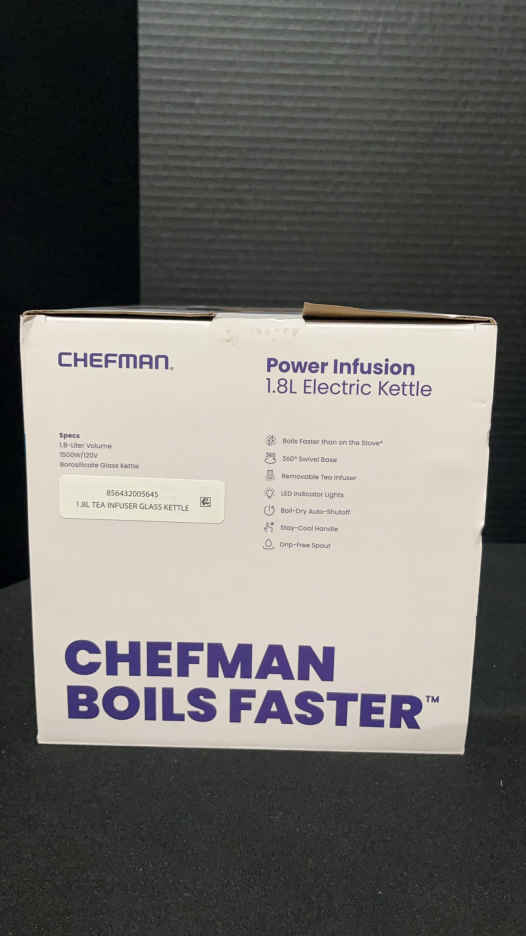 CHEFMAN®
Power Infusion
1.8L Electric Kettle
Specs
1.8-Liter Volume
1500W/120V
Borosilicate Glass Kettle
856432005645
1.8L TEA INFUSER GLASS KETTLE
Boils Faster than on the Stove*
360
360° Swivel Base
Removable Tea Infuser
LED Indicator Lights
Boil-Dry Auto-Shutoff
Stay-Cool Handle
Drip-Free Spout
CHEFMAN
BOILS FASTER™